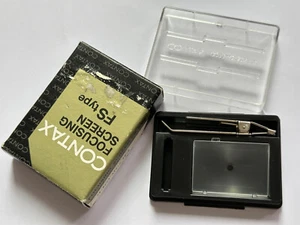 CONTAX
FOCUSING
SCREEN
FS type